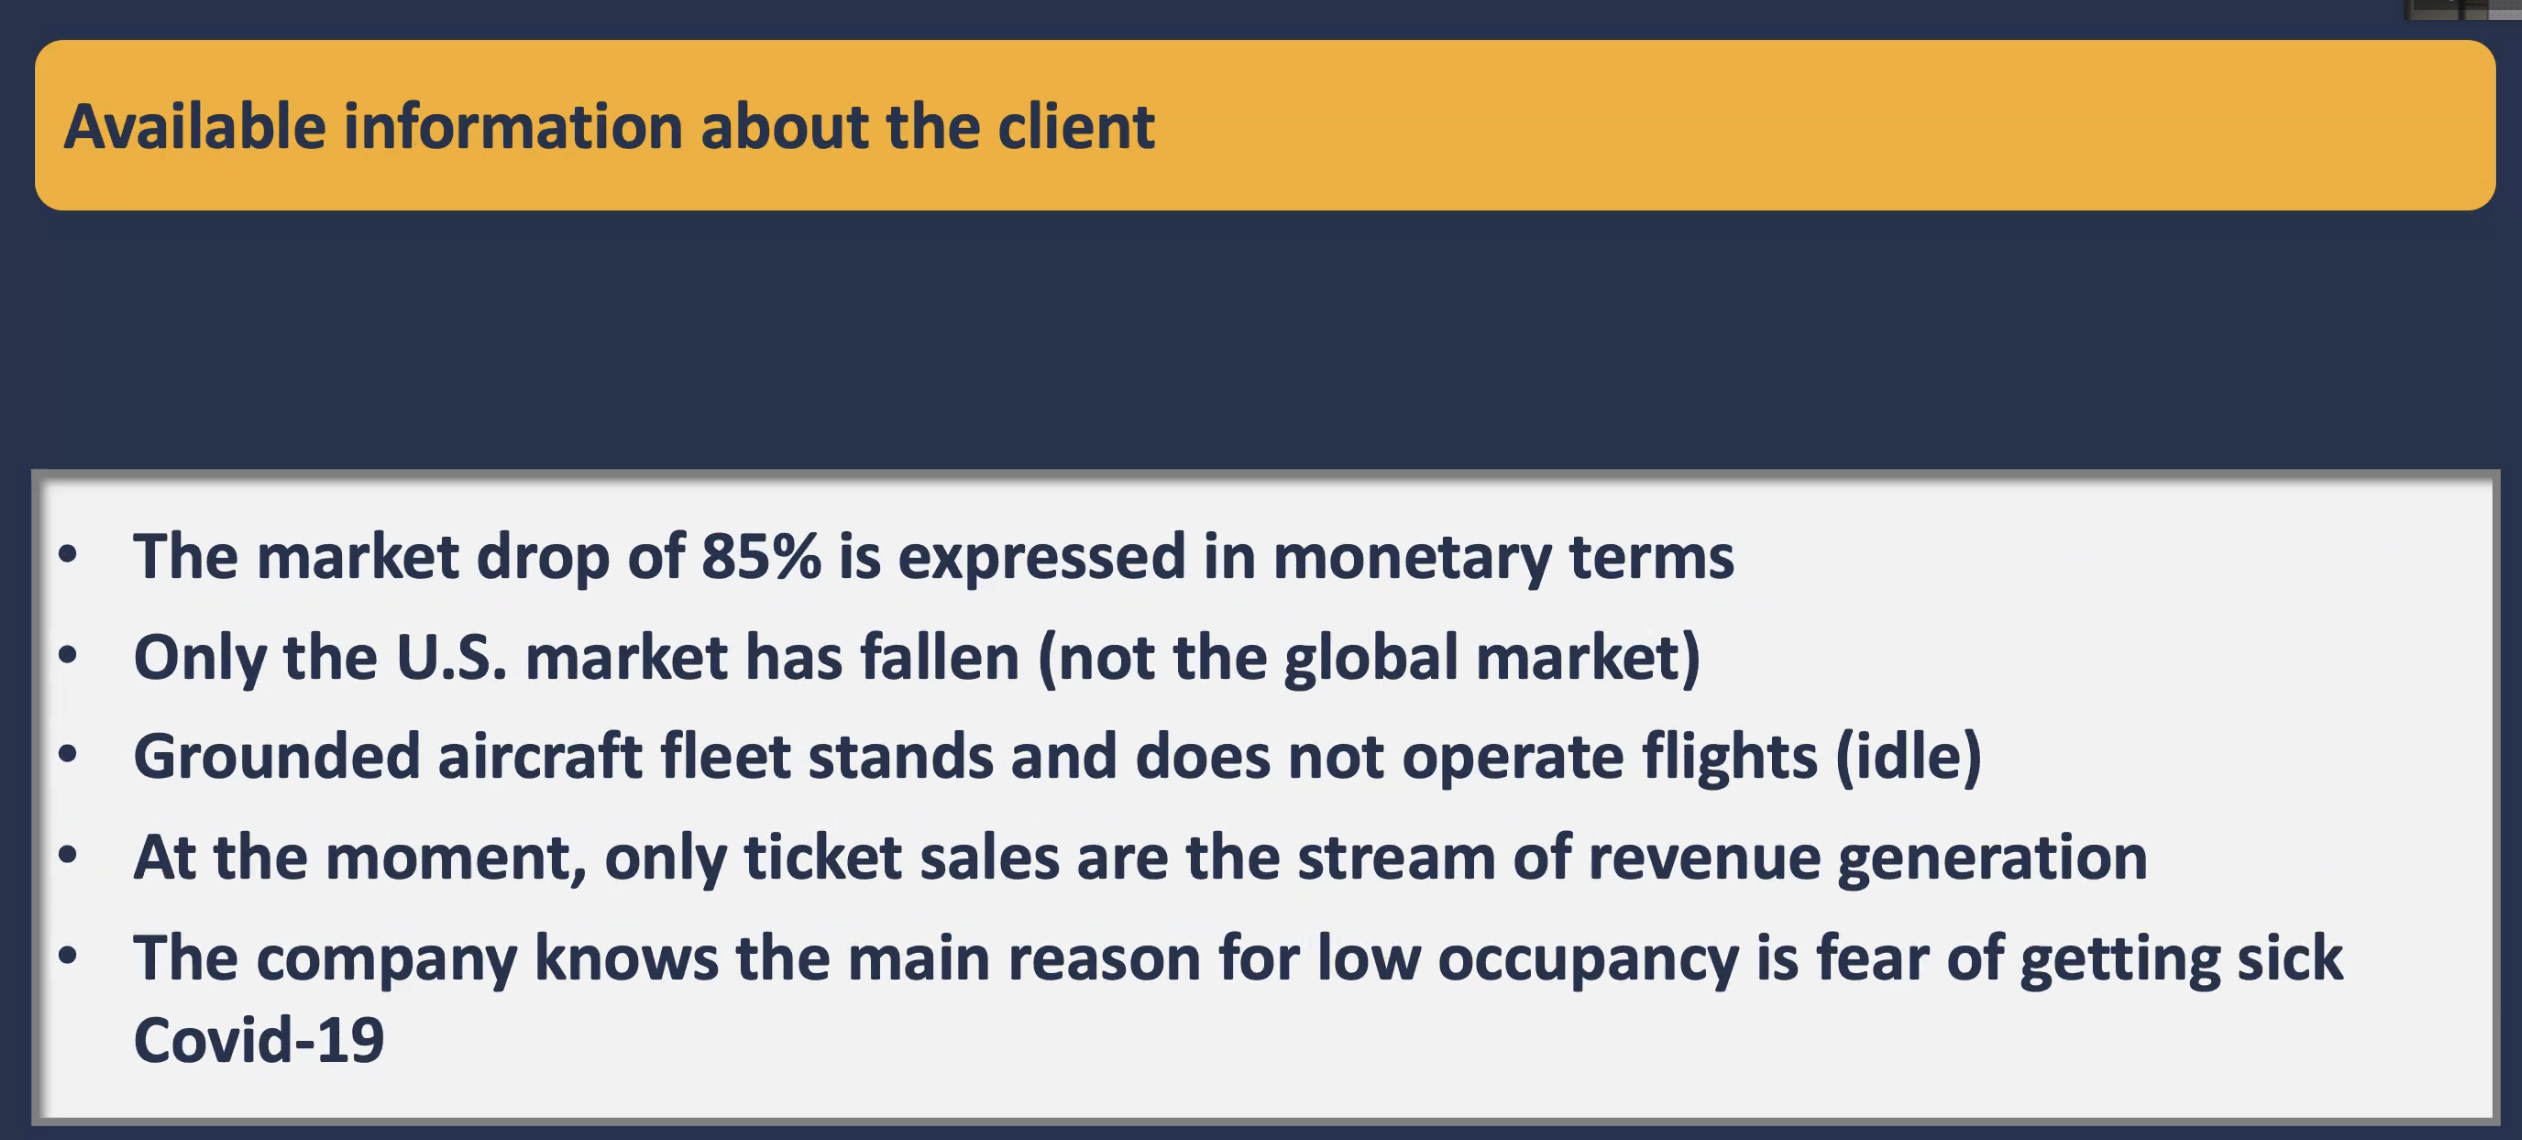 Available information about the client
• The market drop of 85% is expressed in monetary terms
• Only the U.S. market has fallen (not the global market)
• Grounded aircraft fleet stands and does not operate flights (idle)
• At the moment, only ticket sales are the stream of revenue generation
• The company knows the main reason for low occupancy is fear of getting sick
Covid-19